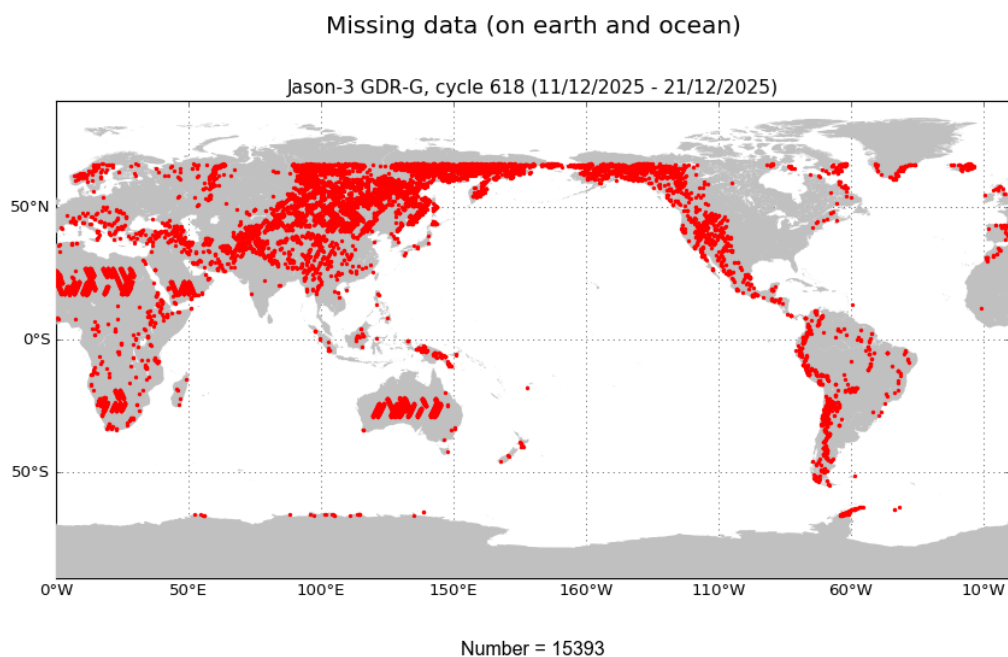 Missing data (on earth and ocean)
Jason-3 GDR-G, cycle 618 (11/12/2025 - 21/12/2025)
50°N
0°S
50°S
0°W 50°E 100°E 150°E 160°W 110°W 60°W 10°W
Number = 15393